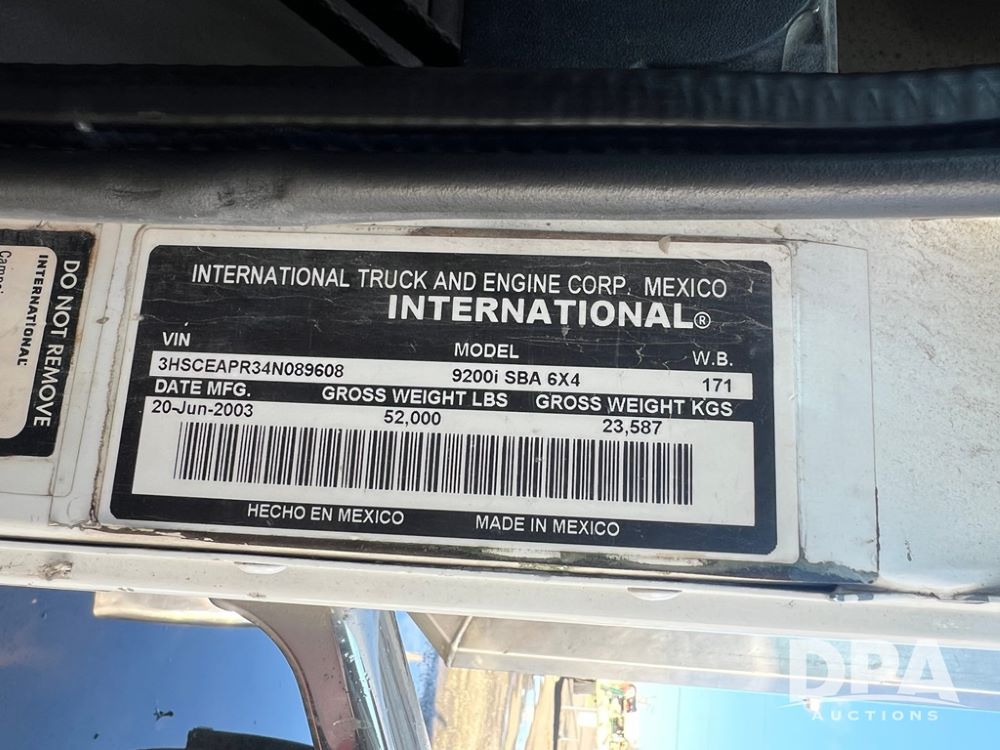 INTERNATIONAL TRUCK AND ENGINE CORP. MEXICO
INTERNATIONAL®
VIN MODEL W.B.
3HSCEAPR34N089608 9200i SBA 6X4 171
DATE MFG. GROSS WEIGHT LBS GROSS WEIGHT KGS
20-Jun-2003 52,000 23,587
HECHO EN MEXICO MADE IN MEXICO
DO NOT REMOVE
INTERNATIONAL
DPA
AUCTIONS